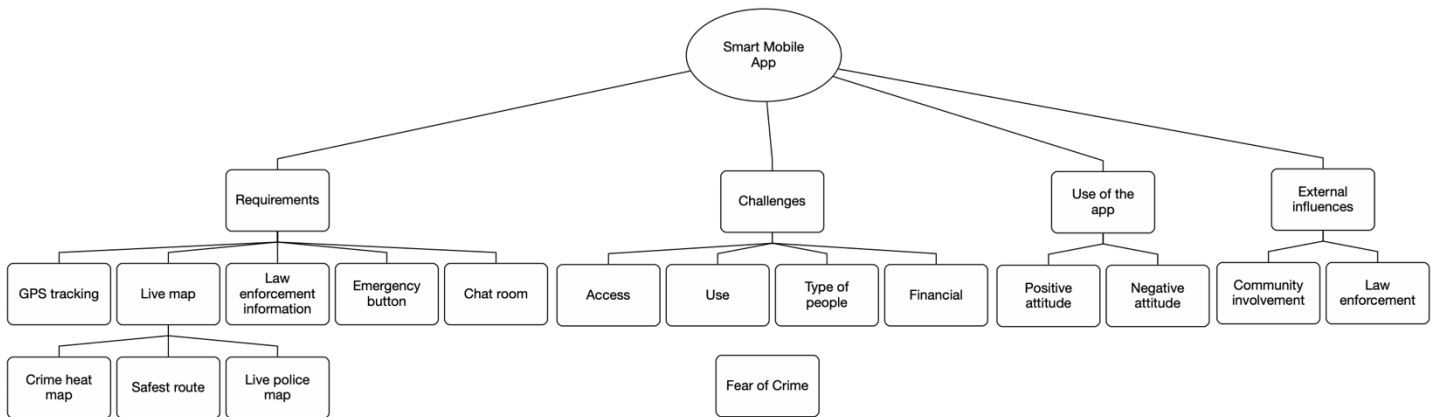 Smart Mobile
App
Requirements
Challenges
Use of the
app
External
influences
GPS tracking
Live map
Law
enforcement
information
Emergency
button
Chat room
Access
Use
Type of
people
Financial
Positive
attitude
Negative
attitude
Community
involvement
Law
enforcement
Crime heat
map
Safest route
Live police
map
Fear of Crime